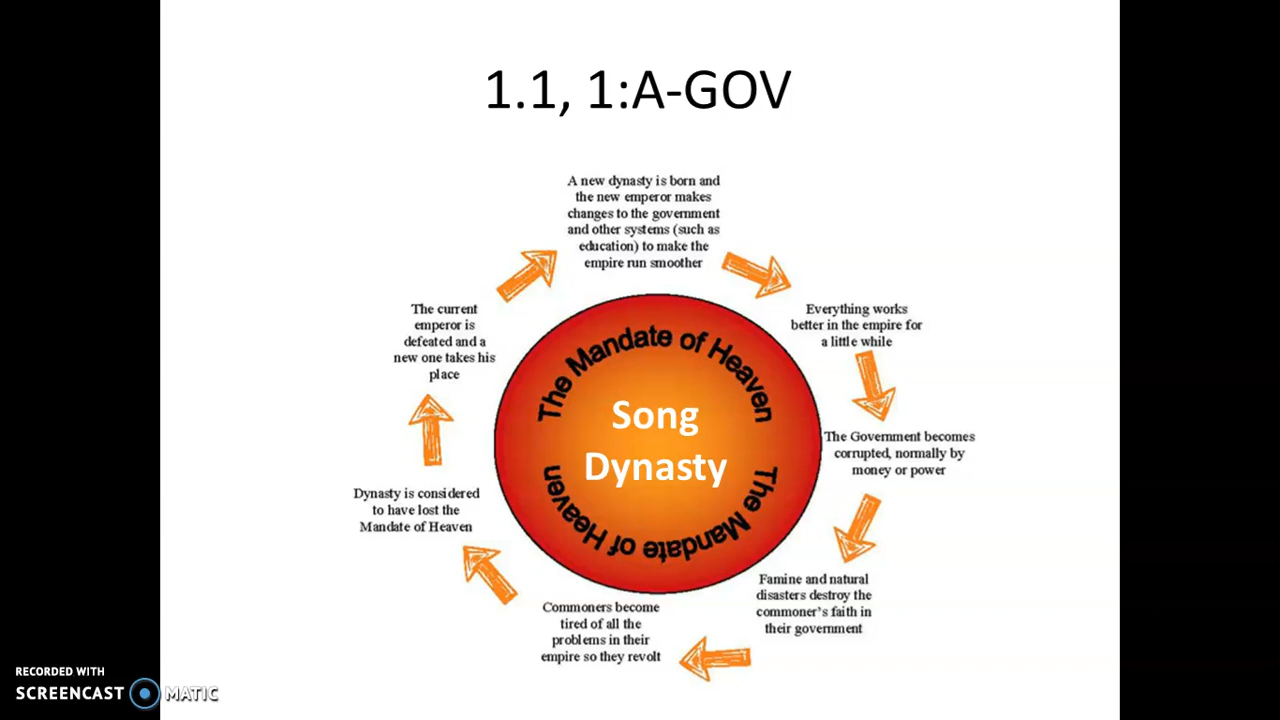 1.1, 1:A-GOV
A new dynasty is born and
the new emperor makes
changes to the government
and other systems (such as
education) to make the
empire run smoother
Everything works
better in the empire for
a little while
The Government becomes
corrupted, normally by
money or power
Famine and natural
disasters destroy the
commoner's faith in
their government
Commoners become
tired of all the
problems in their
empire so they revolt
Dynasty is considered
to have lost the
Mandate of Heaven
The current
emperor is
defeated and a
new one takes his
place
The Mandate of Heaven
Song
Dynasty
The Mandate of Heaven
RECORDED WITH
SCREENCAST MATIC